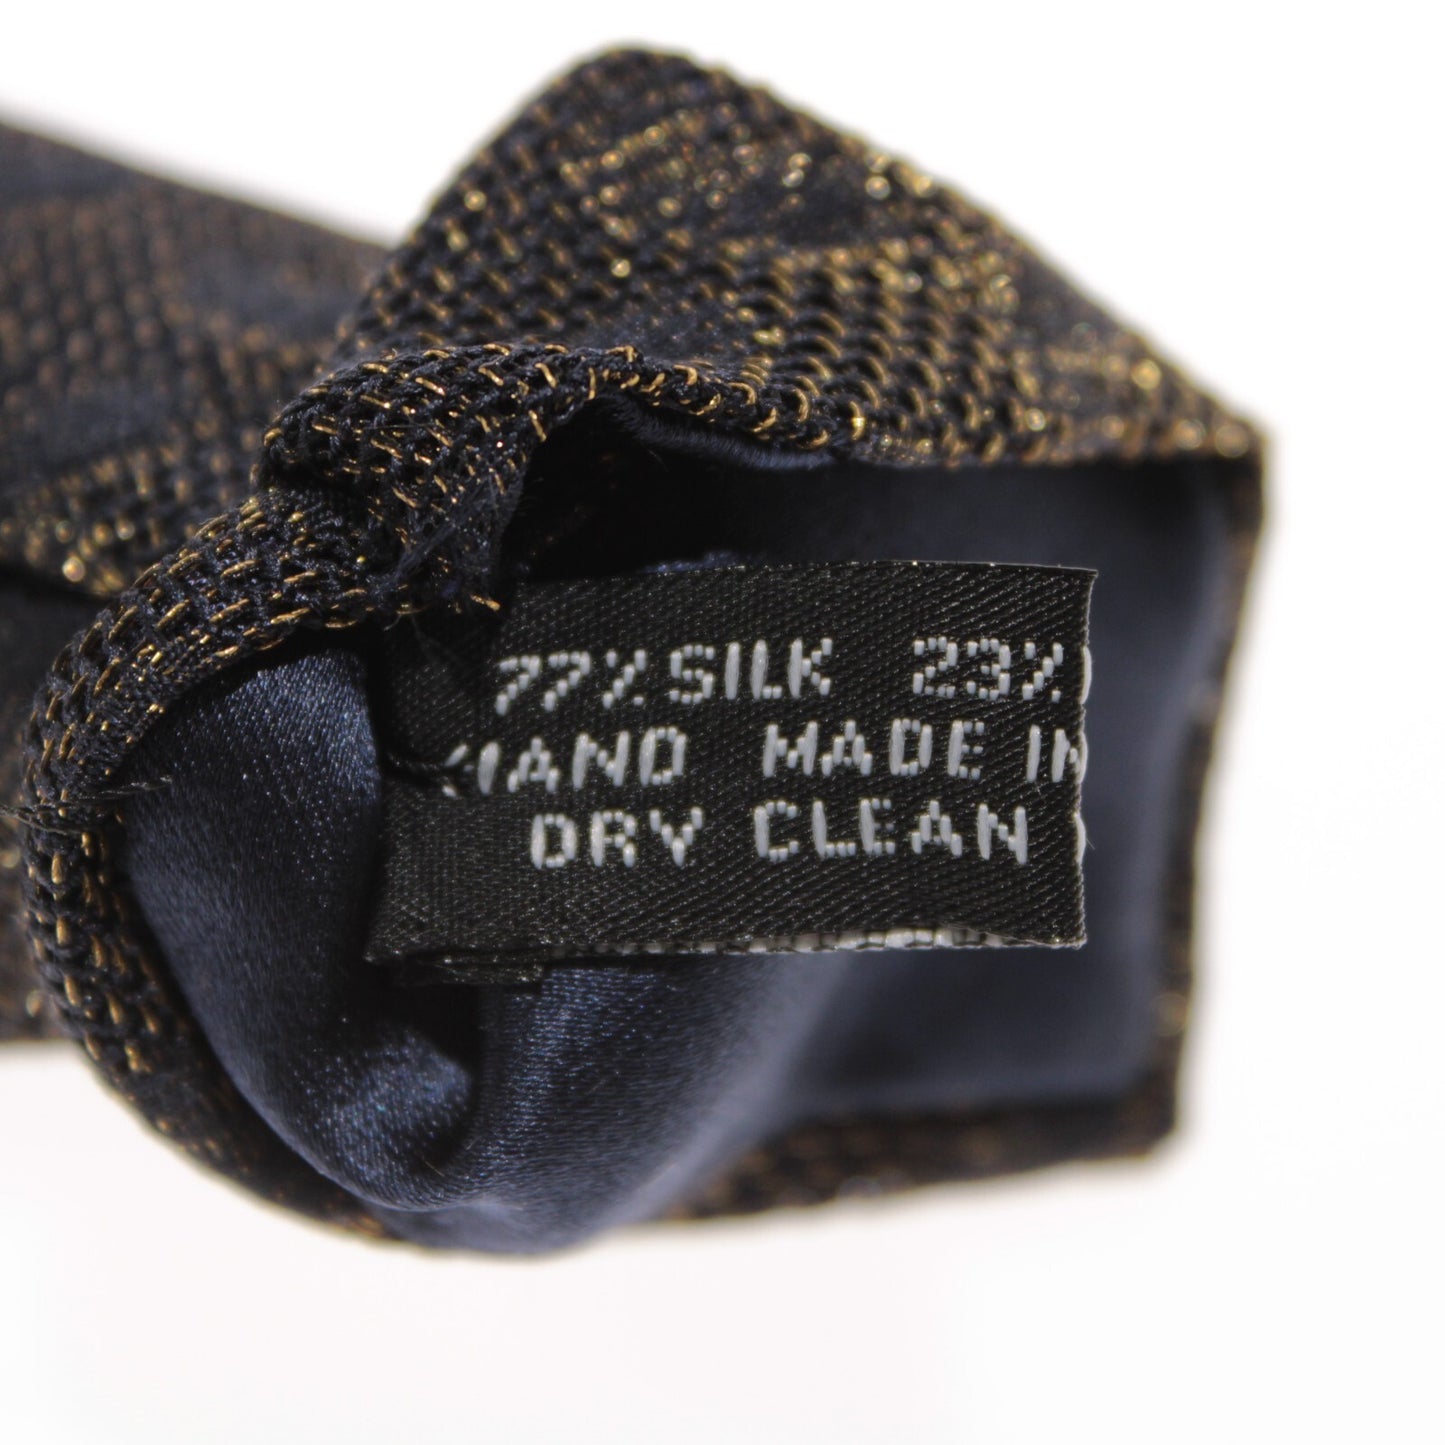 77% SILK 23%
HAND MADE IN
DRY CLEAN